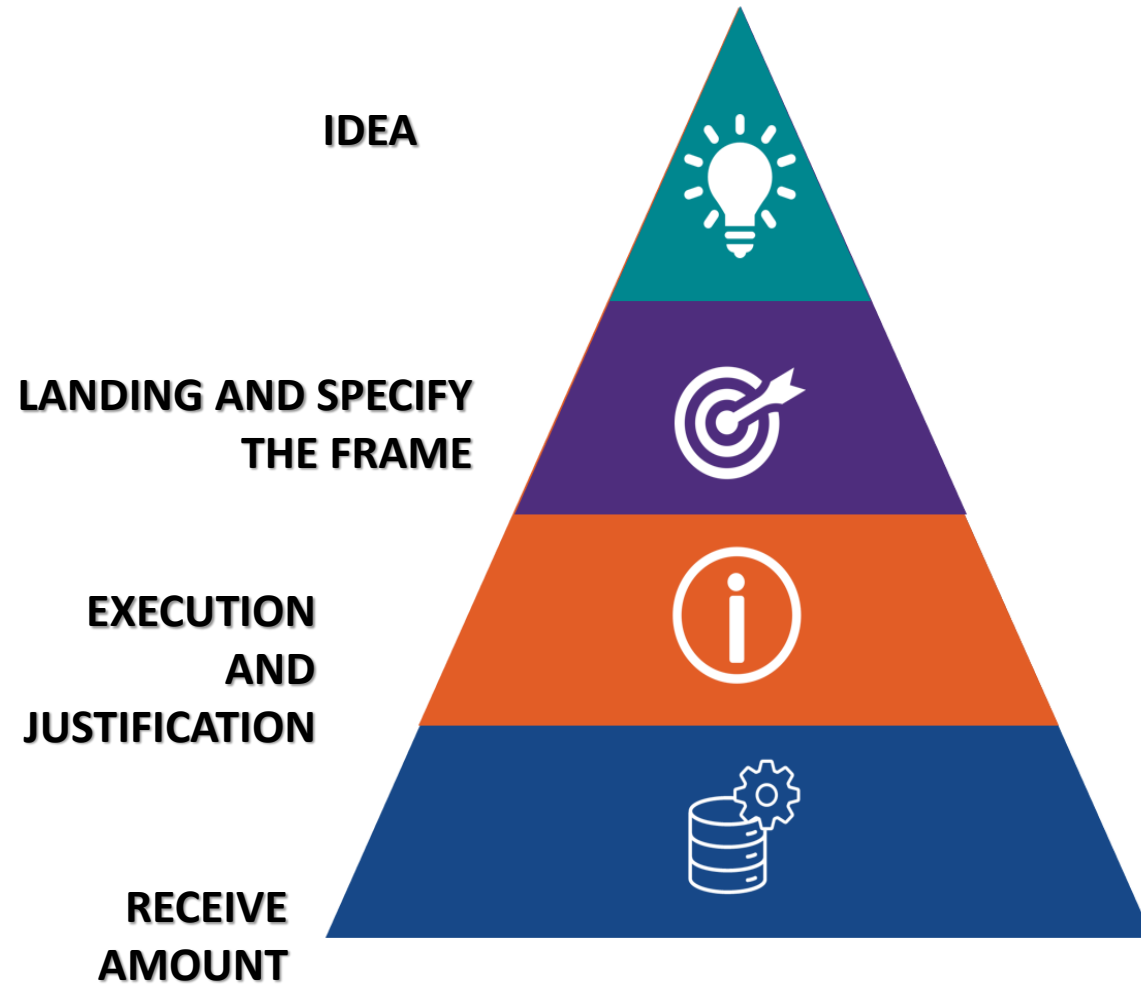 IDEA
LANDING AND SPECIFY
THE FRAME
EXECUTION
AND
JUSTIFICATION
RECEIVE
AMOUNT